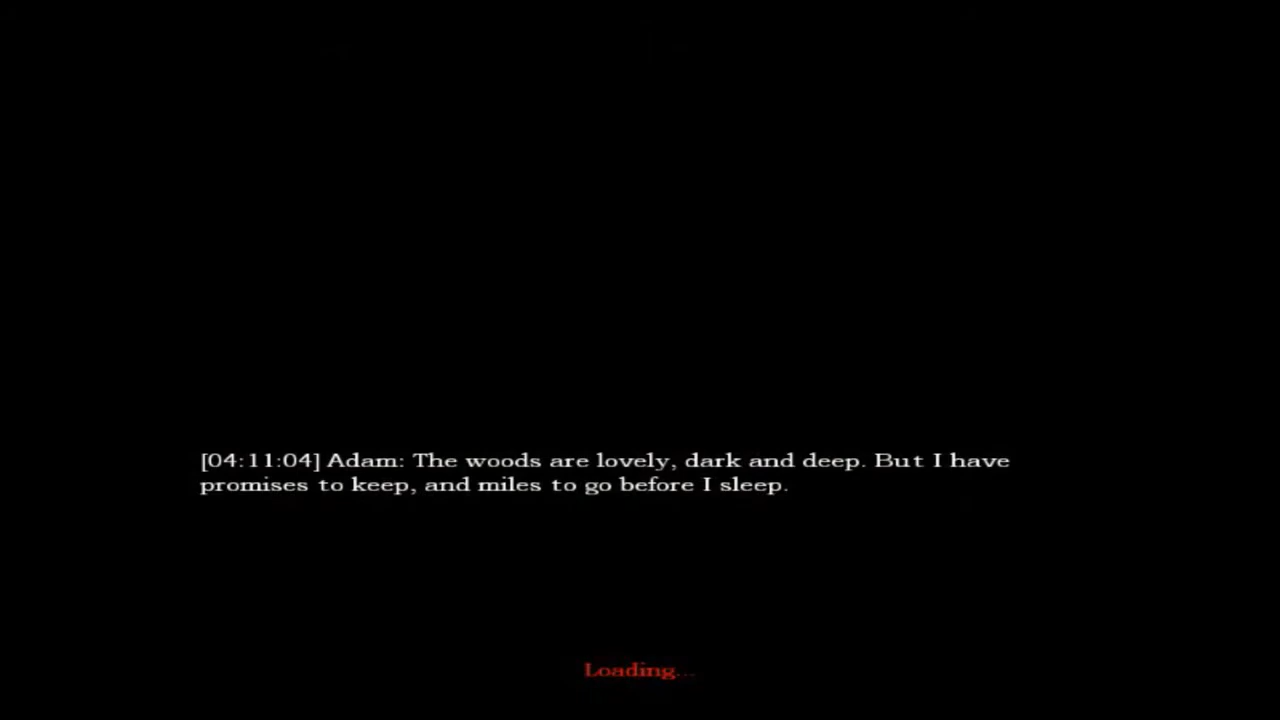 [04:11:04] Adam: The woods are lovely, dark and deep. But I have
promises to keep, and miles to go before I sleep.
Loading...